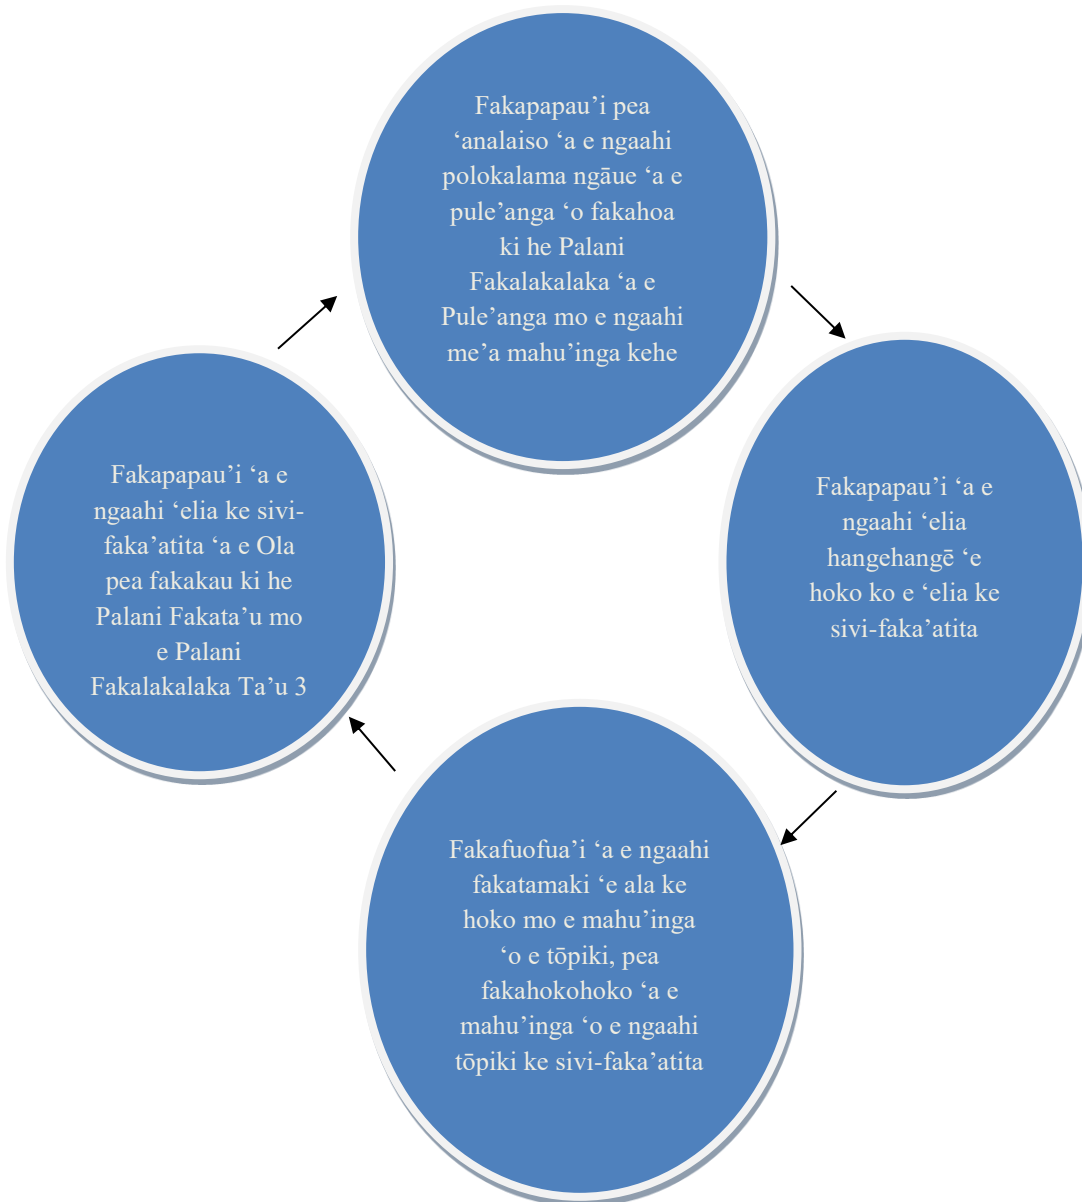 Fakapapau’i pea
‘analaiso ‘a e ngaahi
polokalama ngāue ‘a e
pule’anga ‘o fakahoa
ki he Palani
Fakalakalaka ‘a e
Pule’anga mo e ngaahi
me’a mahu’inga kehe
Fakapapau’i ‘a e
ngaahi ‘elia
hangehangē ‘e
hoko ko e ‘elia ke
sivi-faka’atita
Fakafuofua’i ‘a e ngaahi
fakatamaki ‘e ala ke
hoko mo e mahu’inga
‘o e tōpiki, pea
fakahokohoko ‘a e
mahu’inga ‘o e ngaahi
tōpiki ke sivi-faka’atita
Fakapapau’i ‘a e
ngaahi ‘elia ke sivi-
faka’atita ‘a e Ola
pea fakakau ki he
Palani Fakata’u mo
e Palani
Fakalakalaka Ta’u 3